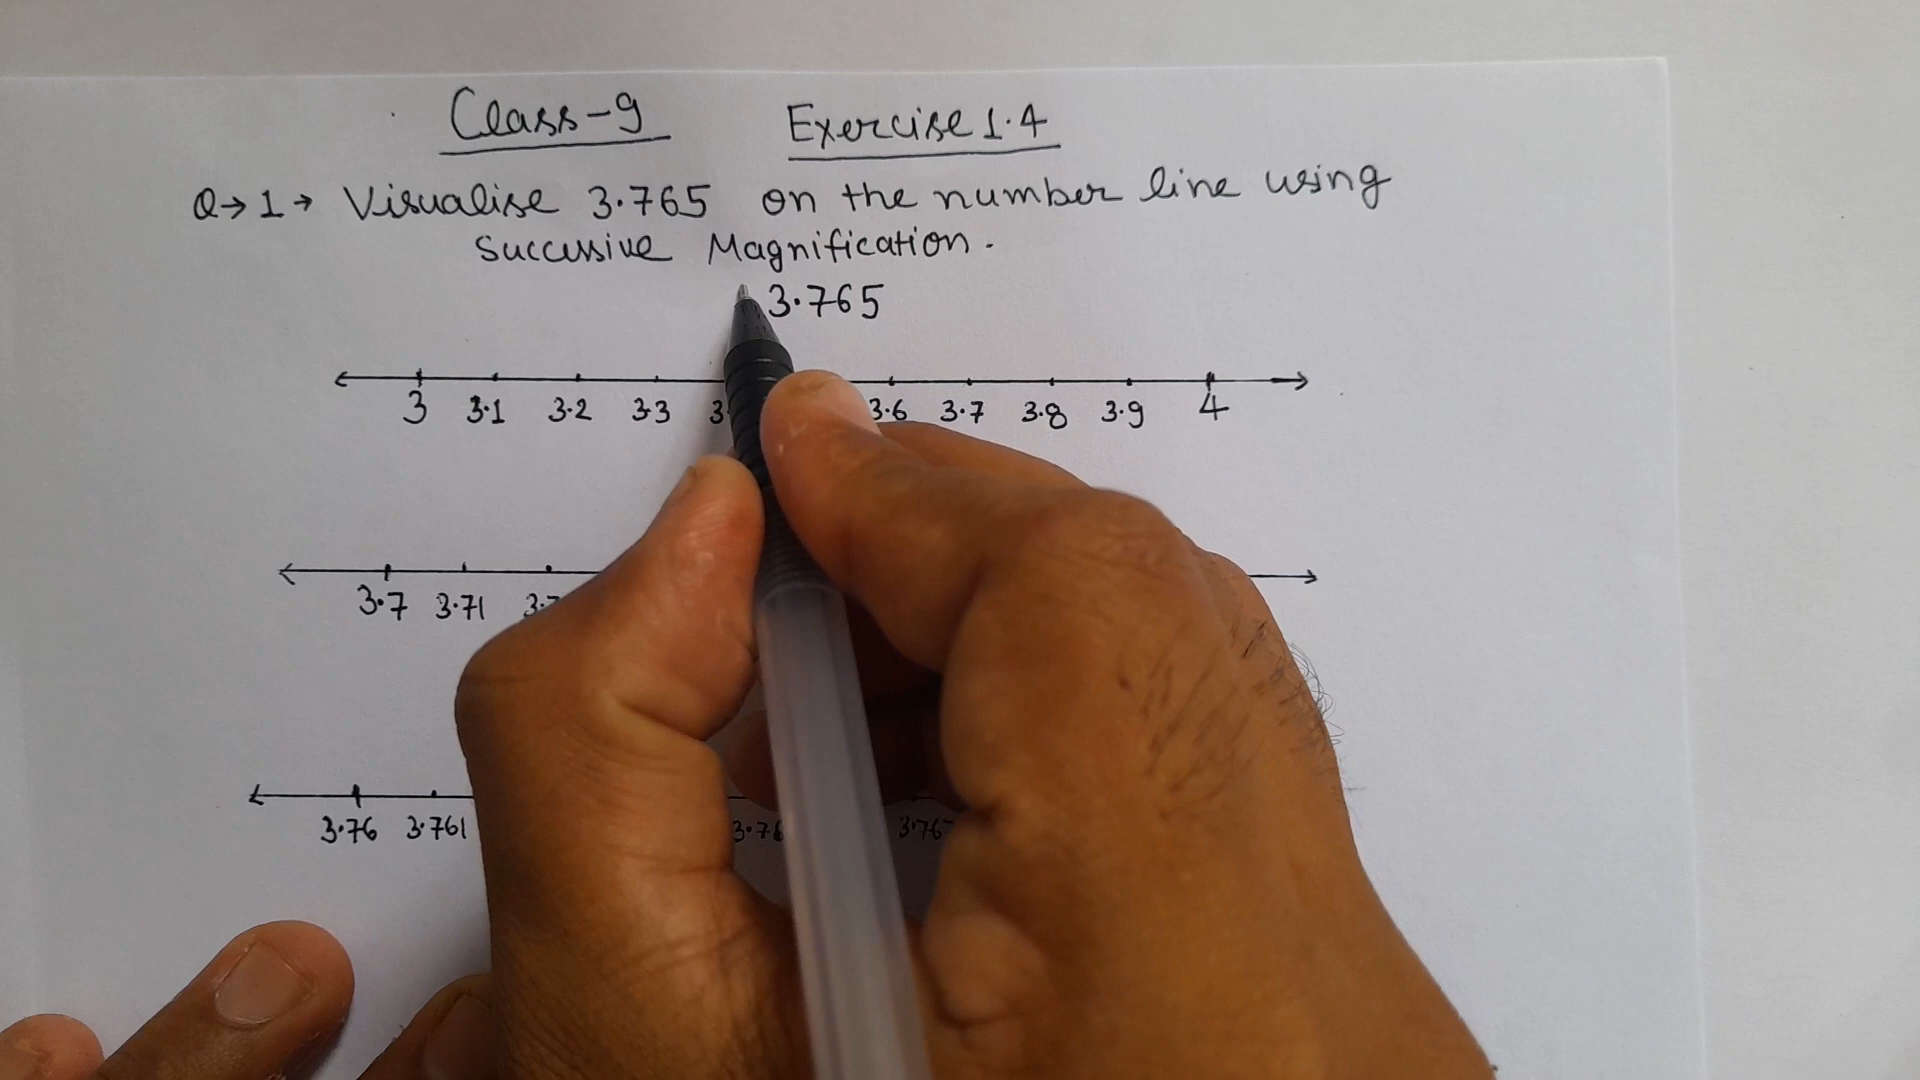 Class-9 Exercise 1.4
Q→1→ Visualise 3.765 on the number line using
Successive Magnification.
3.765
3 3.1 3.2 3.3 3.6 3.7 3.8 3.9 4
3.7 3.71
3.76 3.761